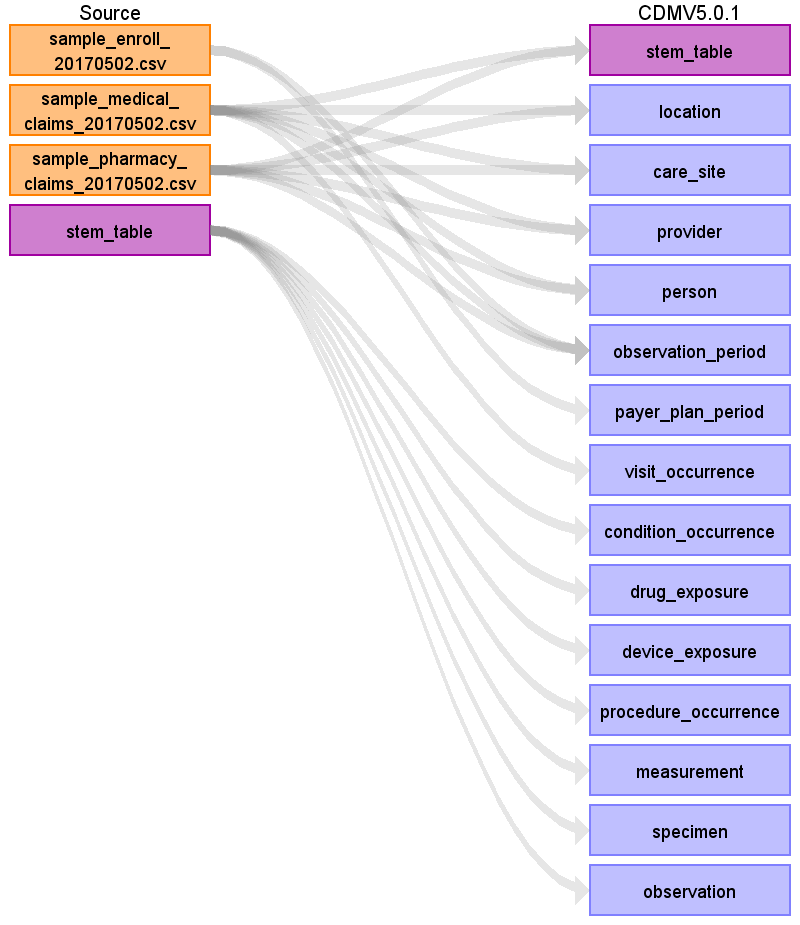 Source
CDMV5.0.1
sample_enroll_
20170502.csv
sample_medical_
claims_20170502.csv
sample_pharmacy_
claims_20170502.csv
stem_table
stem_table
location
care_site
provider
person
observation_period
payer_plan_period
visit_occurrence
condition_occurrence
drug_exposure
device_exposure
procedure_occurrence
measurement
specimen
observation